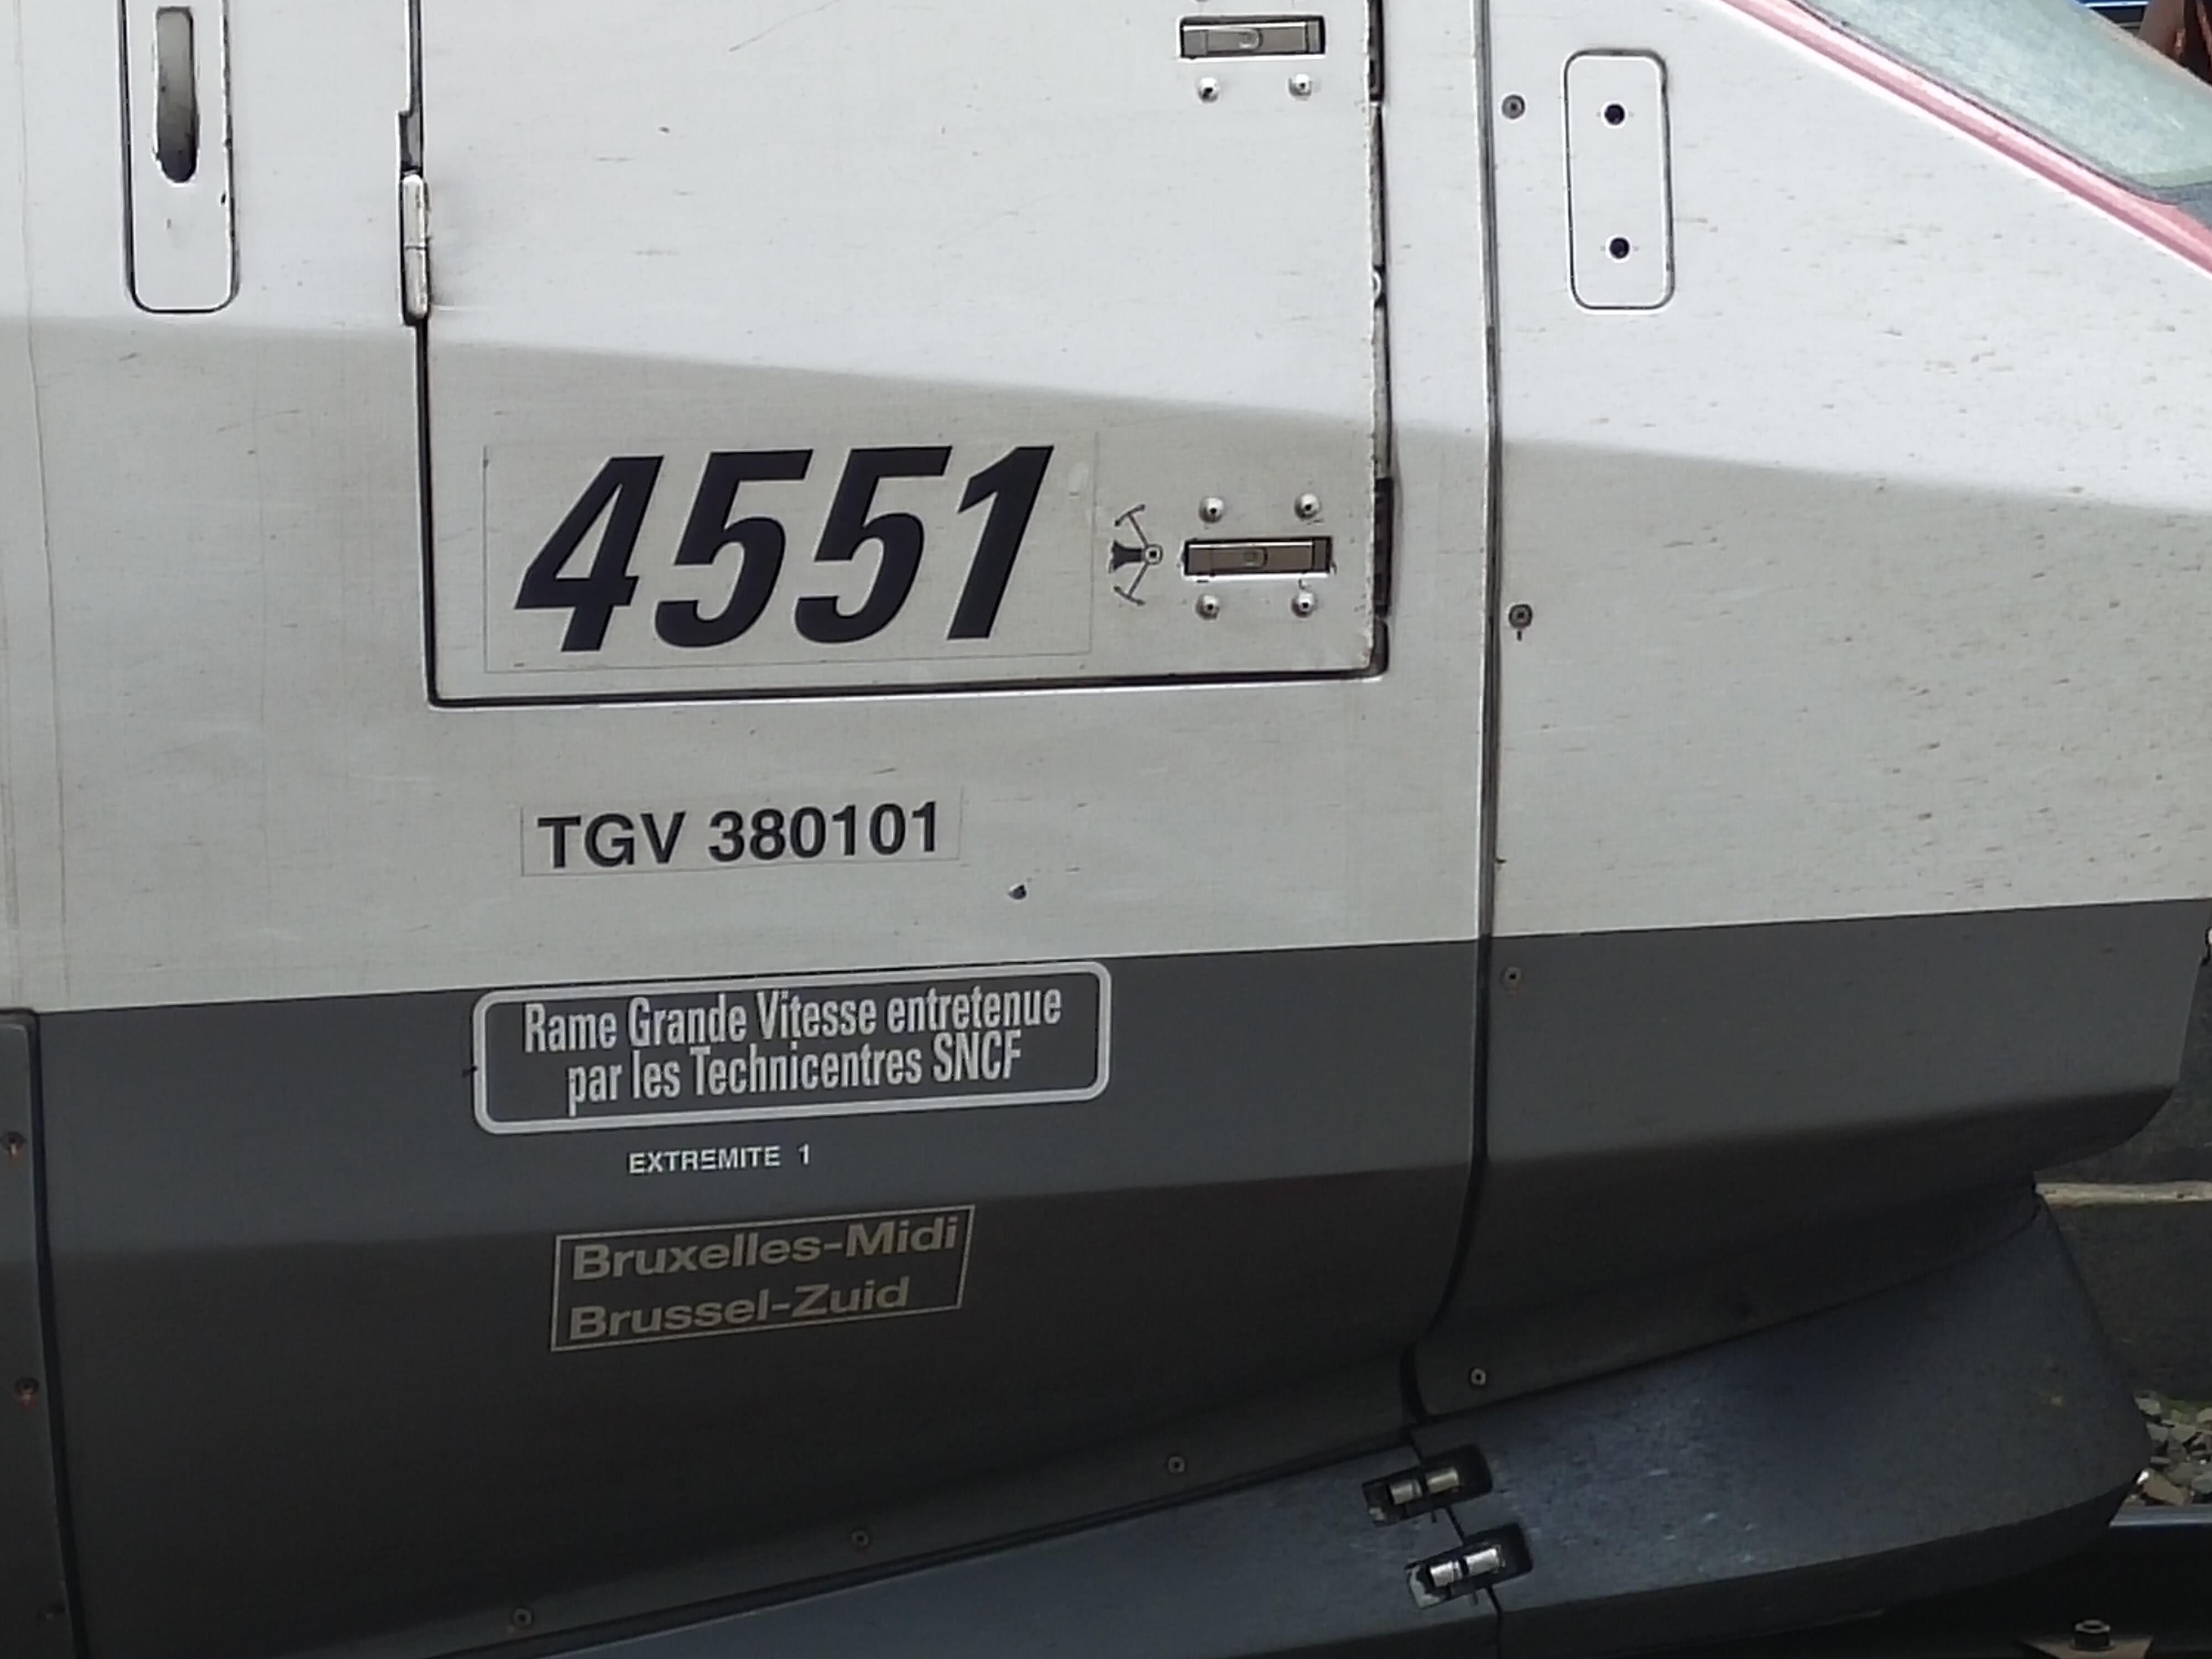 4551
TGV 380101
Rame Grande Vitesse entretenue
par les Technicentres SNCF
EXTREMITE 1
Bruxelles-Midi
Brussel-Zuid